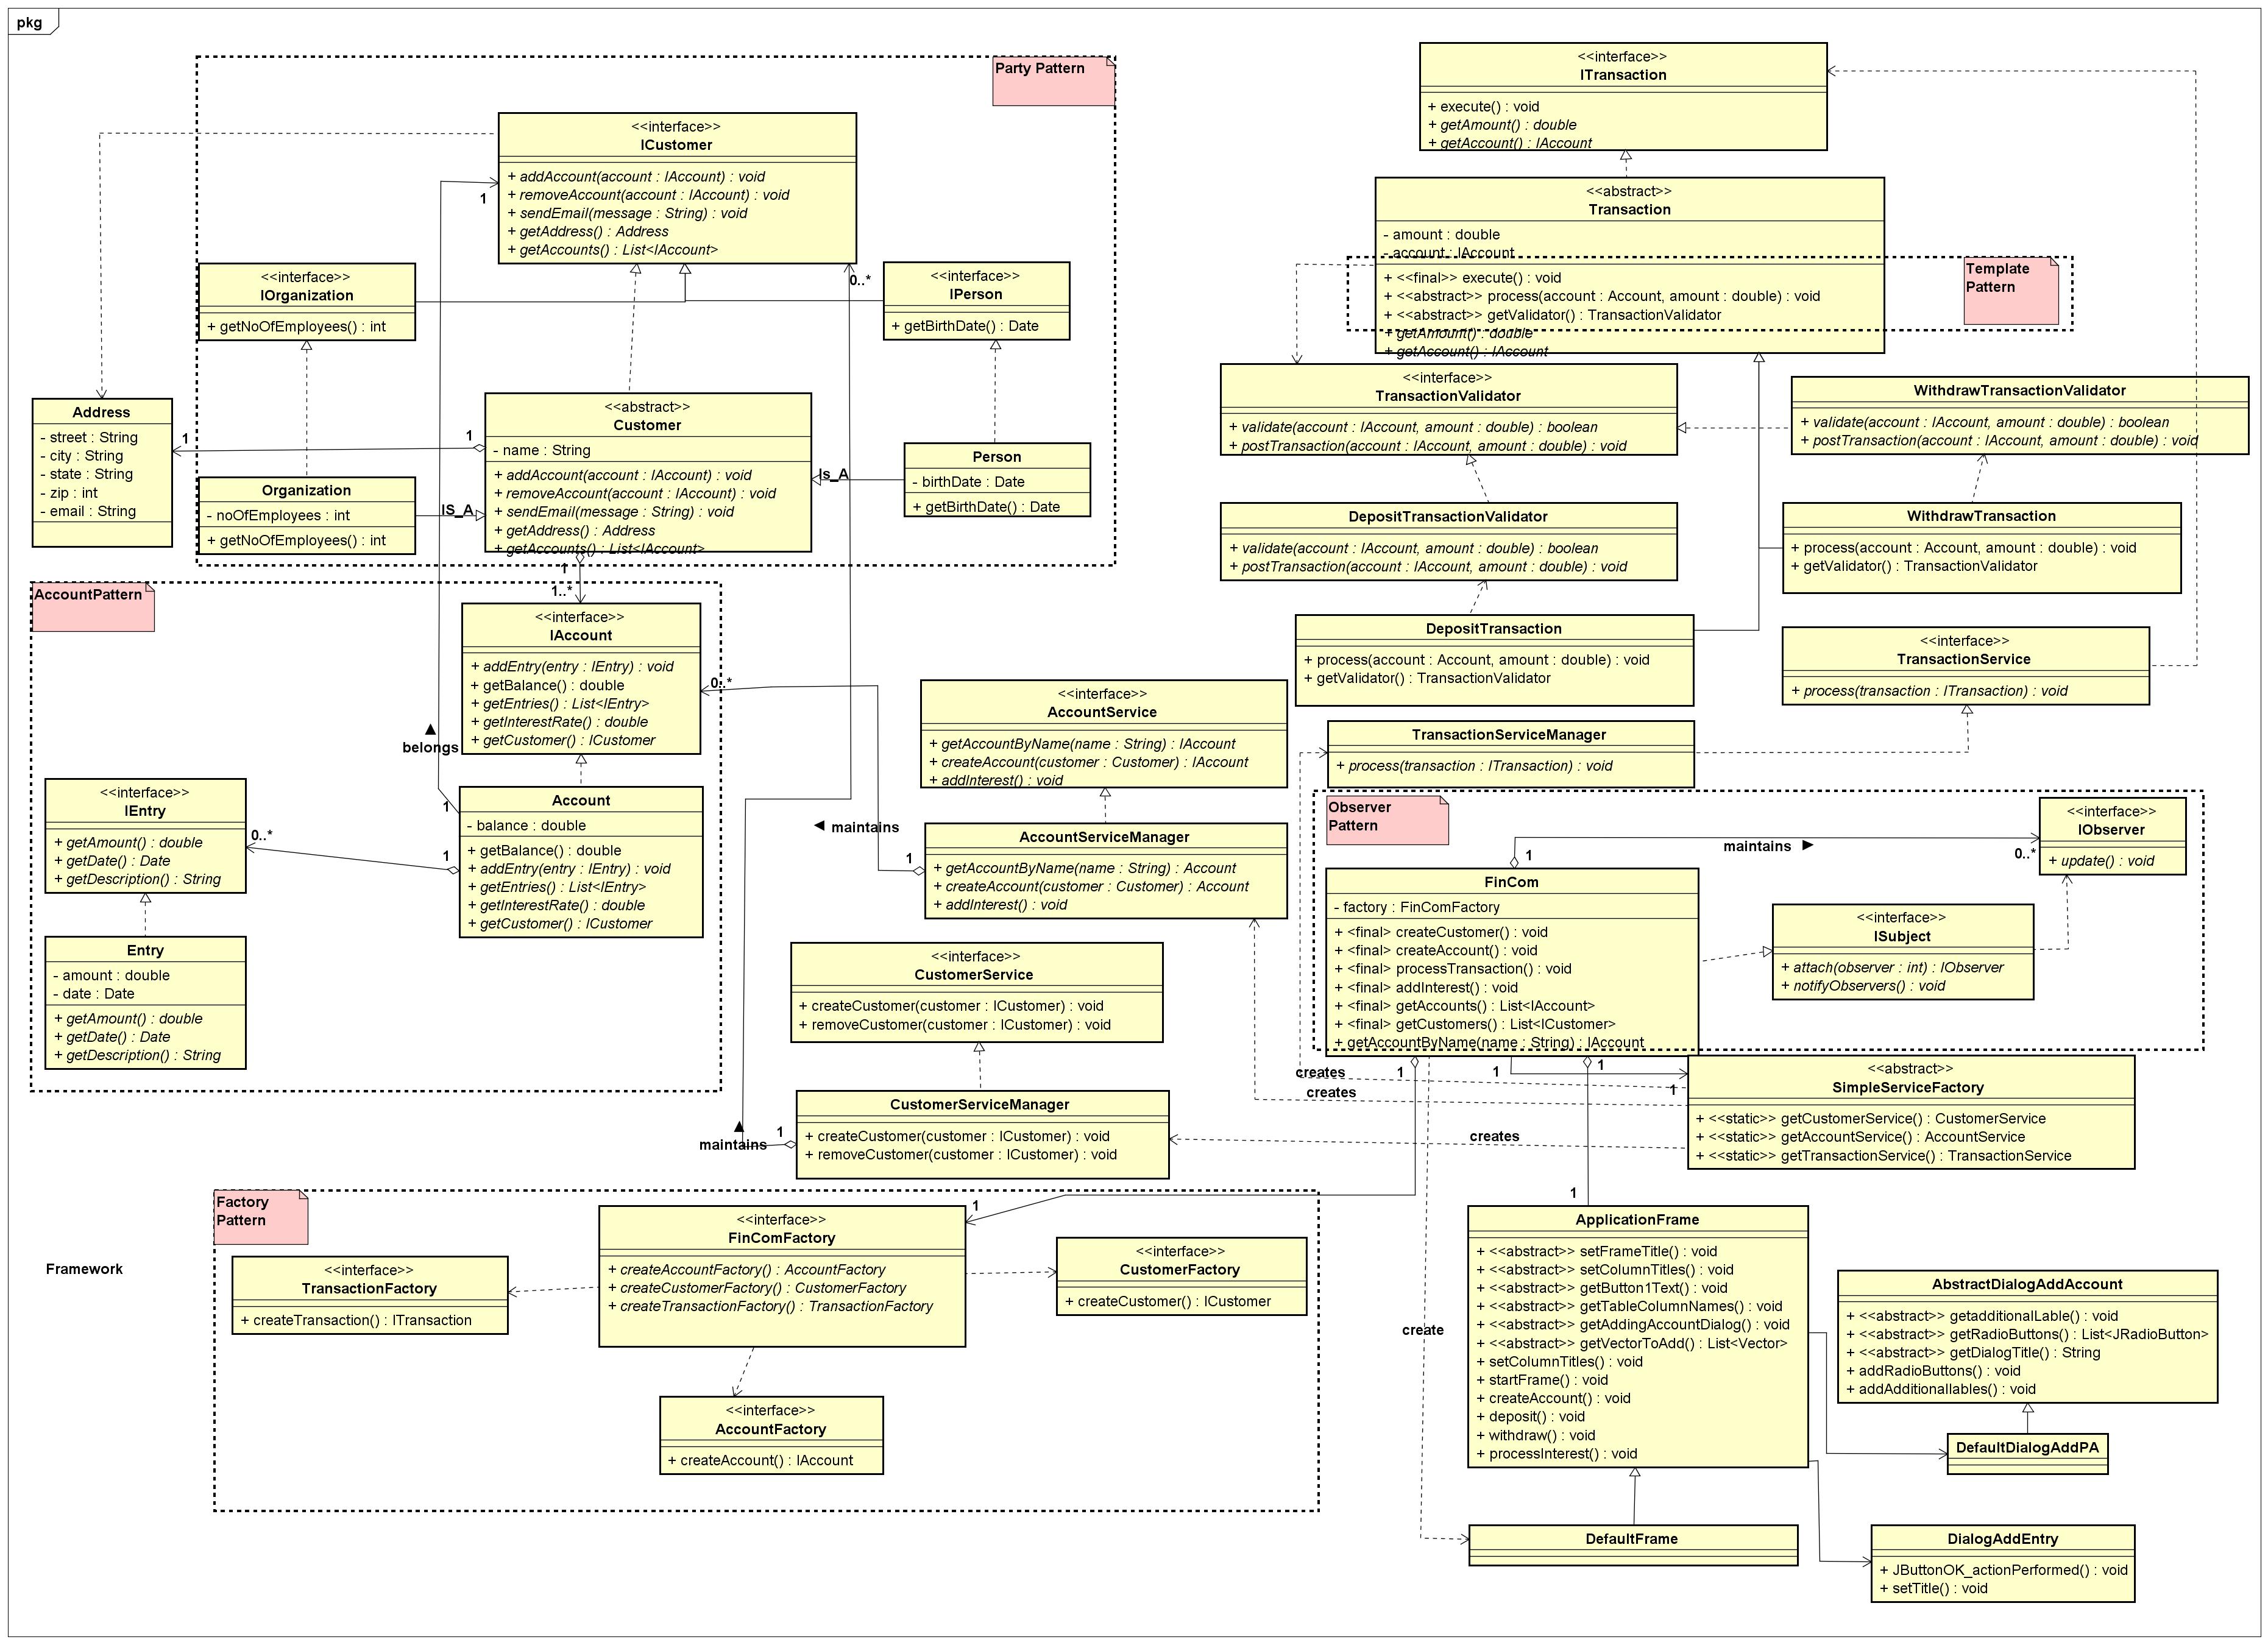 pkg
Party Pattern
<<interface>>
ICustomer
+ addAccount(account : IAccount) : void
+ removeAccount(account : IAccount) : void
+ sendEmail(message : String) : void
+ getAddress() : Address
+ getAccounts() : List<IAccount>
1
0..*
<<interface>>
IOrganization
+ getNoOfEmployees() : int
<<interface>>
IPerson
+ getBirthDate() : Date
Address
- street : String
- city : String
- state : String
- zip : int
- email : String
1
1
<<abstract>>
Customer
- name : String
+ addAccount(account : IAccount) : void
+ removeAccount(account : IAccount) : void
+ sendEmail(message : String) : void
+ getAddress() : Address
+ getAccounts() : List<IAccount>
Is_A
Person
- birthDate : Date
+ getBirthDate() : Date
Organization
- noOfEmployees : int
+ getNoOfEmployees() : int
IS_A
1
1..*
AccountPattern
<<interface>>
IAccount
+ addEntry(entry : IEntry) : void
+ getBalance() : double
+ getEntries() : List<IEntry>
+ getInterestRate() : double
+ getCustomer() : ICustomer
0..*
belongs
1
<<interface>>
IEntry
+ getAmount() : double
+ getDate() : Date
+ getDescription() : String
0..*
1
Account
- balance : double
+ getBalance() : double
+ addEntry(entry : IEntry) : void
+ getEntries() : List<IEntry>
+ getInterestRate() : double
+ getCustomer() : ICustomer
Entry
- amount : double
- date : Date
+ getAmount() : double
+ getDate() : Date
+ getDescription() : String
<<interface>>
ITransaction
+ execute() : void
+ getAmount() : double
+ getAccount() : IAccount
<<abstract>>
Transaction
- amount : double
- account : IAccount
+ <<final>> execute() : void
+ <<abstract>> process(account : Account, amount : double) : void
+ <<abstract>> getValidator() : TransactionValidator
+ getAmount() : double
+ getAccount() : IAccount
Template
Pattern
<<interface>>
TransactionValidator
+ validate(account : IAccount, amount : double) : boolean
+ postTransaction(account : IAccount, amount : double) : void
WithdrawTransactionValidator
+ validate(account : IAccount, amount : double) : boolean
+ postTransaction(account : IAccount, amount : double) : void
DepositTransactionValidator
+ validate(account : IAccount, amount : double) : boolean
+ postTransaction(account : IAccount, amount : double) : void
WithdrawTransaction
+ process(account : Account, amount : double) : void
+ getValidator() : TransactionValidator
DepositTransaction
+ process(account : Account, amount : double) : void
+ getValidator() : TransactionValidator
<<interface>>
TransactionService
+ process(transaction : ITransaction) : void
<<interface>>
AccountService
+ getAccountByName(name : String) : IAccount
+ createAccount(customer : Customer) : IAccount
+ addInterest() : void
TransactionServiceManager
+ process(transaction : ITransaction) : void
maintains
1
AccountServiceManager
+ getAccountByName(name : String) : Account
+ createAccount(customer : Customer) : Account
+ addInterest() : void
Observer
Pattern
<<interface>>
IObserver
+ update() : void
1
maintains
0..*
FinCom
- factory : FinComFactory
+ <final> createCustomer() : void
+ <final> createAccount() : void
+ <final> processTransaction() : void
+ <final> addInterest() : void
+ <final> getAccounts() : List<IAccount>
+ <final> getCustomers() : List<ICustomer>
+ getAccountByName(name : String) : IAccount
<<interface>>
ISubject
+ attach(observer : int) : IObserver
+ notifyObservers() : void
<<interface>>
CustomerService
+ createCustomer(customer : ICustomer) : void
+ removeCustomer(customer : ICustomer) : void
creates
1
1
1
1
creates
creates
<<abstract>>
SimpleServiceFactory
+ <<static>> getCustomerService() : CustomerService
+ <<static>> getAccountService() : AccountService
+ <<static>> getTransactionService() : TransactionService
maintains
1
CustomerServiceManager
+ createCustomer(customer : ICustomer) : void
+ removeCustomer(customer : ICustomer) : void
Factory
Pattern
1
<<interface>>
FinComFactory
+ createAccountFactory() : AccountFactory
+ createCustomerFactory() : CustomerFactory
+ createTransactionFactory() : TransactionFactory
<<interface>>
TransactionFactory
+ createTransaction() : ITransaction
<<interface>>
CustomerFactory
+ createCustomer() : ICustomer
<<interface>>
AccountFactory
+ createAccount() : IAccount
Framework
create
1
ApplicationFrame
+ <<abstract>> setFrameTitle() : void
+ <<abstract>> setColumnTitles() : void
+ <<abstract>> getButton1Text() : void
+ <<abstract>> getTableColumnNames() : void
+ <<abstract>> getAddingAccountDialog() : void
+ <<abstract>> getVectorToAdd() : List<Vector>
+ setColumnTitles() : void
+ startFrame() : void
+ createAccount() : void
+ deposit() : void
+ withdraw() : void
+ processInterest() : void
AbstractDialogAddAccount
+ <<abstract>> getadditionalLable() : void
+ <<abstract>> getRadioButtons() : List<JRadioButton>
+ <<abstract>> getDialogTitle() : String
+ addRadioButtons() : void
+ addAdditionallables() : void
DefaultDialogAddPA
DefaultFrame
DialogAddEntry
+ JButtonOK_actionPerformed() : void
+ setTitle() : void